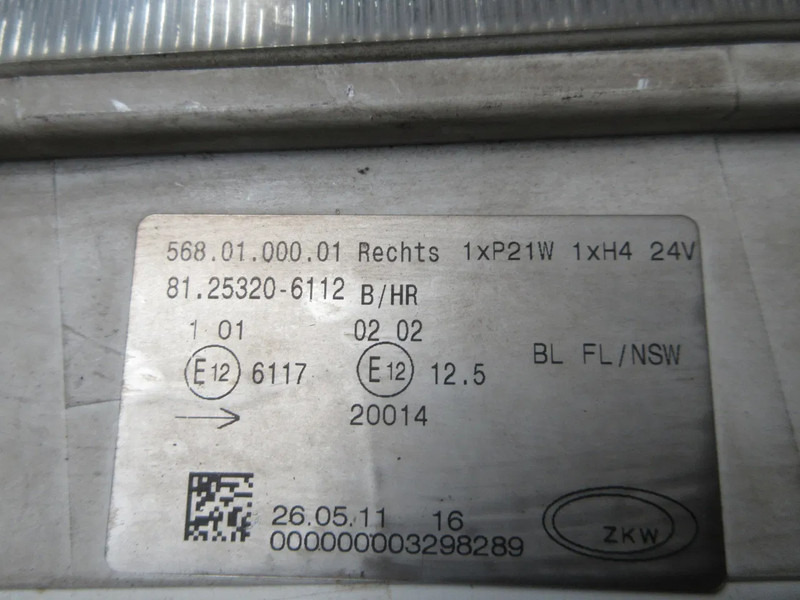 568.01.000.01 Rechts 1xP21W 1xH4 24V
81.25320-6112 B/HR
1 01 02 02
E12 6117 E12 12.5 BL FL/NSW
20014
26.05.11 16
000000003298289
ZKW